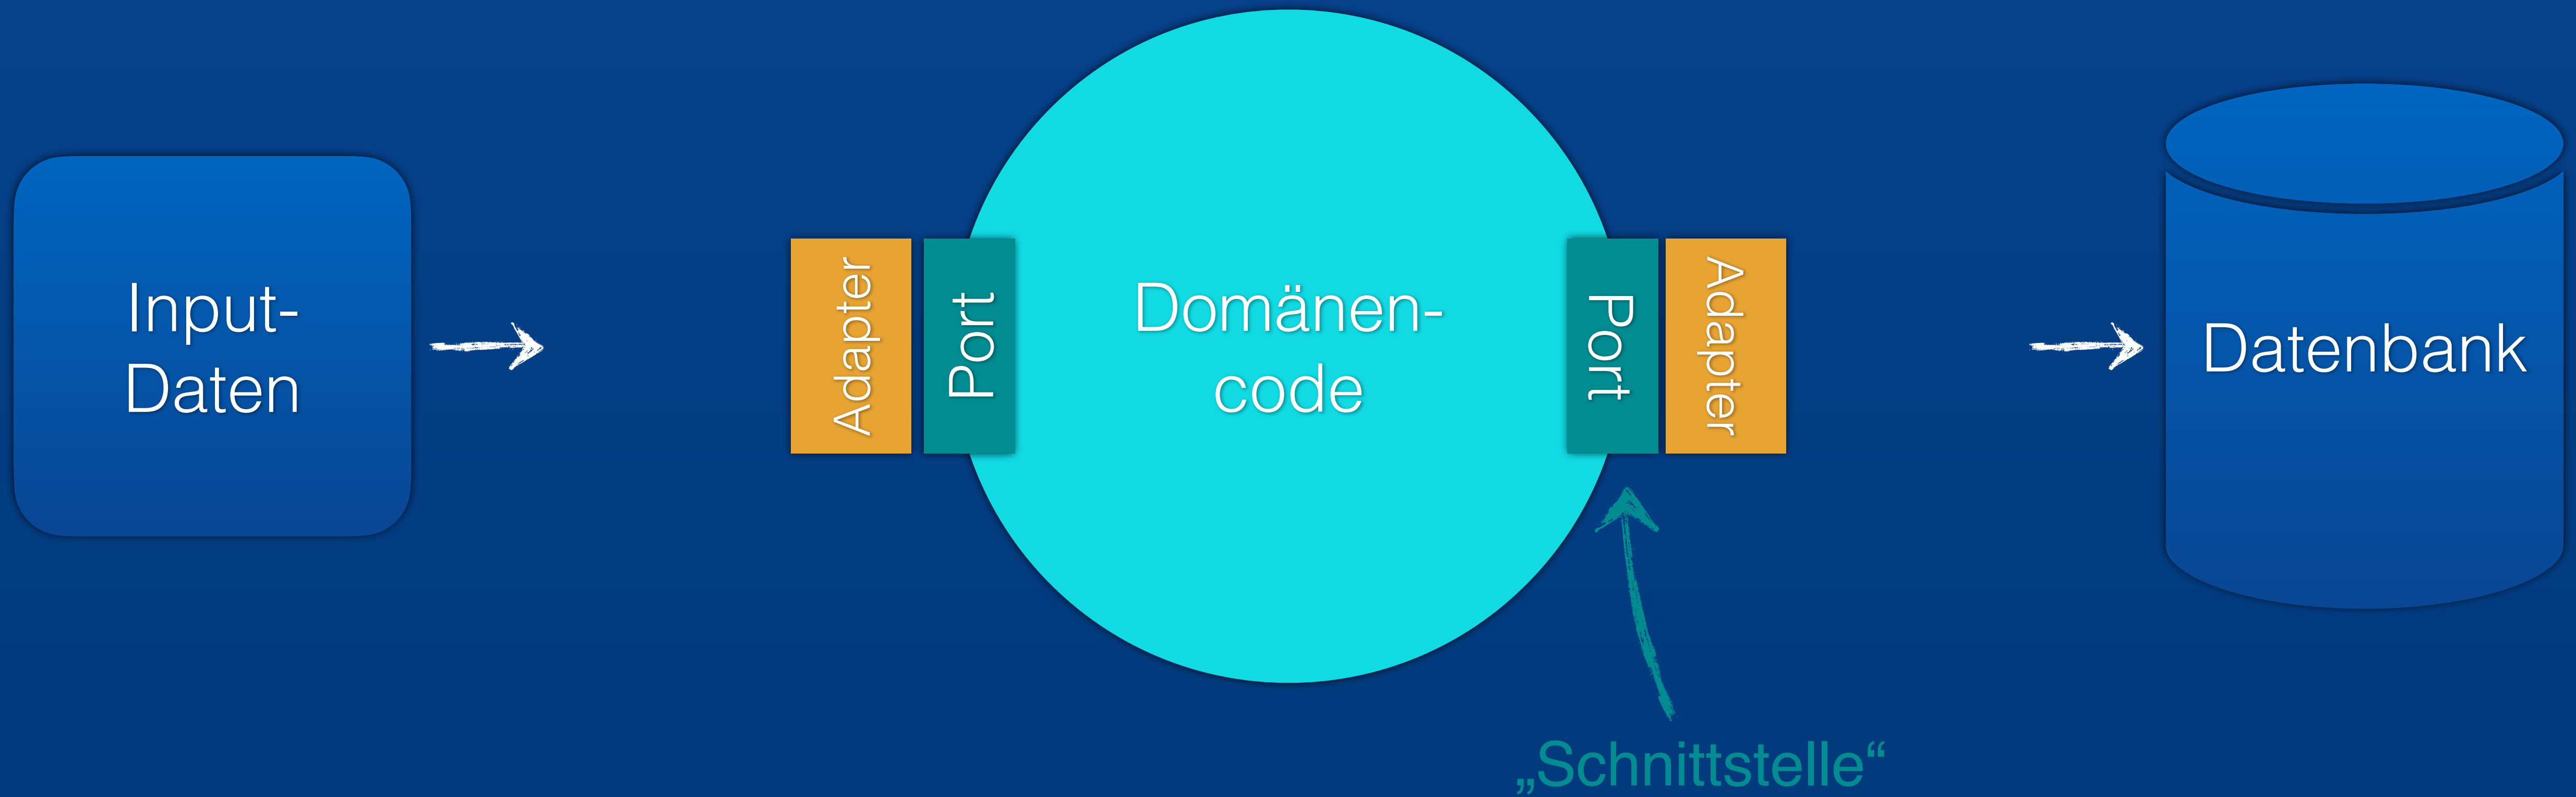 Input-
Daten
Adapter
Port
Domänen-
code
Port
Adapter
Datenbank
„Schnittstelle“